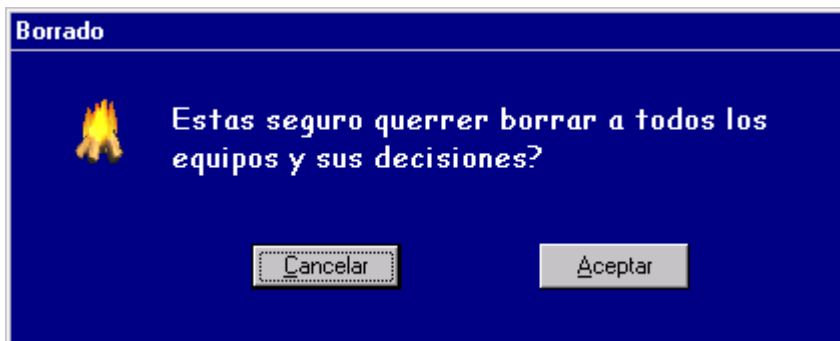 Borrado
Estas seguro querrer borrar a todos los
equipos y sus decisiones?
Cancelar
Aceptar